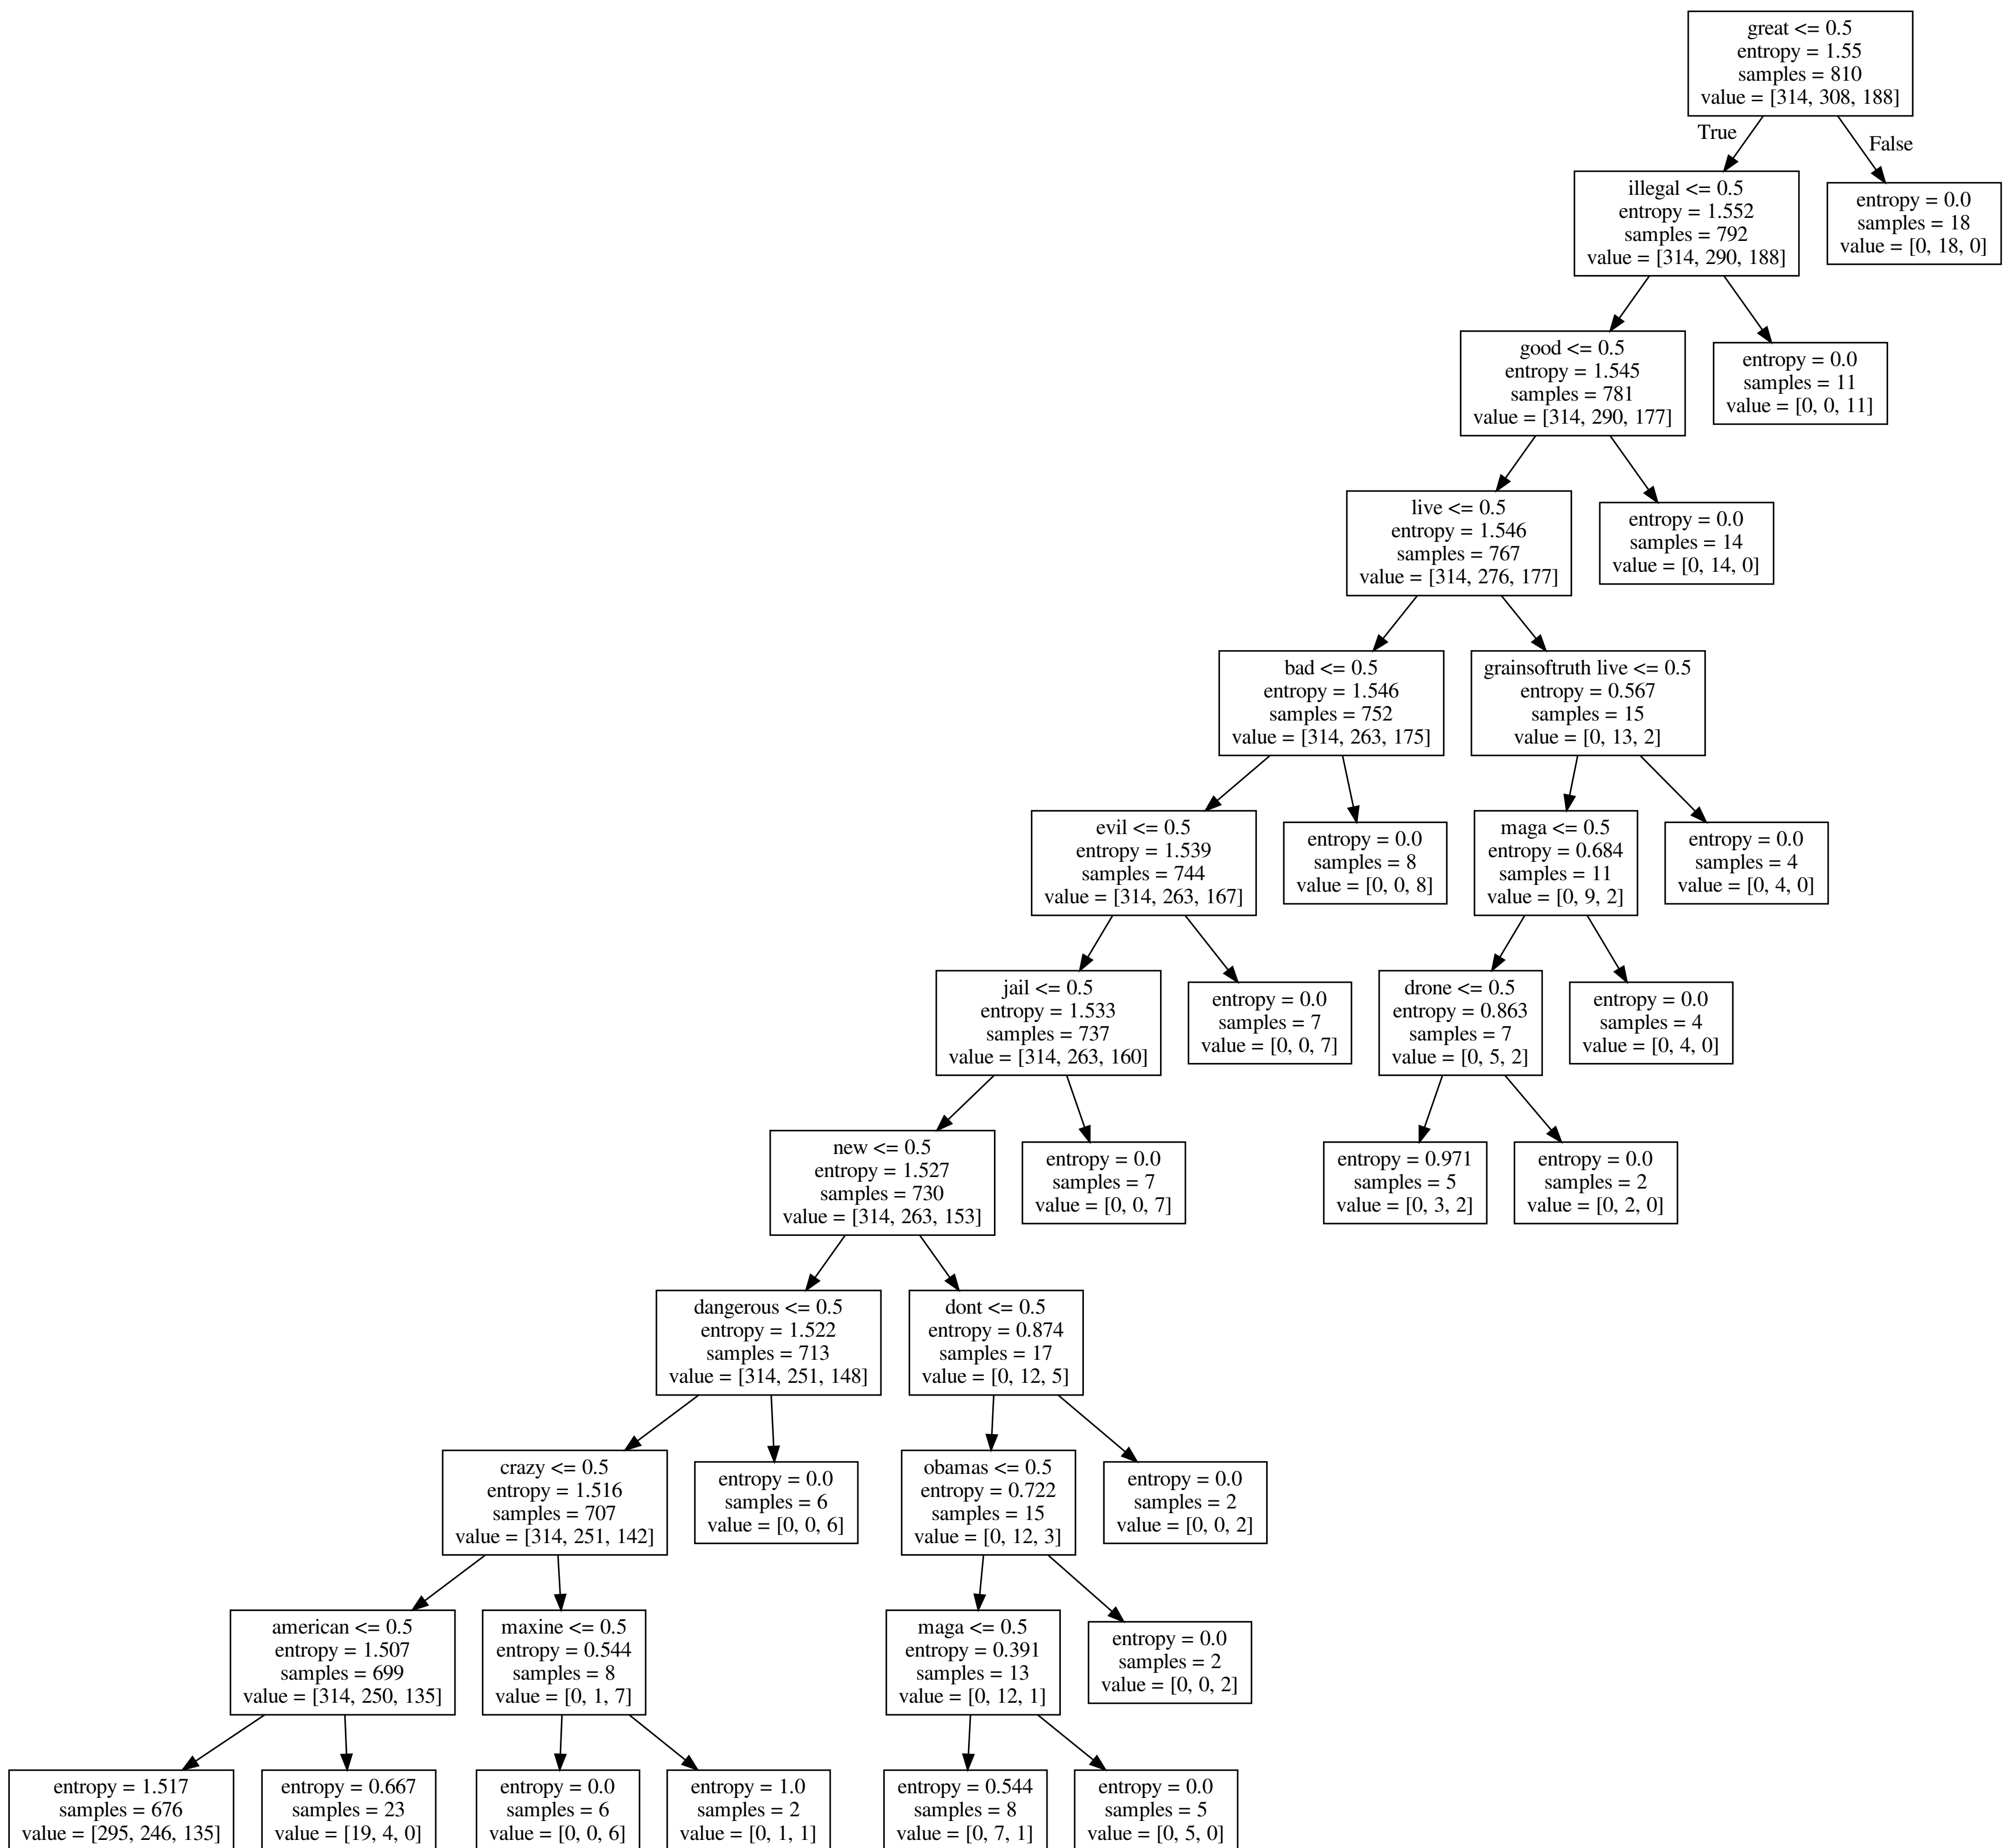 great <= 0.5
entropy = 1.55
samples = 810
value = [314, 308, 188]
True
False
illegal <= 0.5
entropy = 1.552
samples = 792
value = [314, 290, 188]
entropy = 0.0
samples = 18
value = [0, 18, 0]
good <= 0.5
entropy = 1.545
samples = 781
value = [314, 290, 177]
entropy = 0.0
samples = 11
value = [0, 0, 11]
live <= 0.5
entropy = 1.546
samples = 767
value = [314, 276, 177]
entropy = 0.0
samples = 14
value = [0, 14, 0]
bad <= 0.5
entropy = 1.546
samples = 752
value = [314, 263, 175]
grainsoftruth live <= 0.5
entropy = 0.567
samples = 15
value = [0, 13, 2]
evil <= 0.5
entropy = 1.539
samples = 744
value = [314, 263, 167]
entropy = 0.0
samples = 8
value = [0, 0, 8]
maga <= 0.5
entropy = 0.684
samples = 11
value = [0, 9, 2]
entropy = 0.0
samples = 4
value = [0, 4, 0]
jail <= 0.5
entropy = 1.533
samples = 737
value = [314, 263, 160]
entropy = 0.0
samples = 7
value = [0, 0, 7]
drone <= 0.5
entropy = 0.863
samples = 7
value = [0, 5, 2]
entropy = 0.0
samples = 4
value = [0, 4, 0]
new <= 0.5
entropy = 1.527
samples = 730
value = [314, 263, 153]
entropy = 0.0
samples = 7
value = [0, 0, 7]
entropy = 0.971
samples = 5
value = [0, 3, 2]
entropy = 0.0
samples = 2
value = [0, 2, 0]
dangerous <= 0.5
entropy = 1.522
samples = 713
value = [314, 251, 148]
dont <= 0.5
entropy = 0.874
samples = 17
value = [0, 12, 5]
crazy <= 0.5
entropy = 1.516
samples = 707
value = [314, 251, 142]
entropy = 0.0
samples = 6
value = [0, 0, 6]
obamas <= 0.5
entropy = 0.722
samples = 15
value = [0, 12, 3]
entropy = 0.0
samples = 2
value = [0, 0, 2]
american <= 0.5
entropy = 1.507
samples = 699
value = [314, 250, 135]
maxine <= 0.5
entropy = 0.544
samples = 8
value = [0, 1, 7]
maga <= 0.5
entropy = 0.391
samples = 13
value = [0, 12, 1]
entropy = 0.0
samples = 2
value = [0, 0, 2]
entropy = 1.517
samples = 676
value = [295, 246, 135]
entropy = 0.667
samples = 23
value = [19, 4, 0]
entropy = 0.0
samples = 6
value = [0, 0, 6]
entropy = 1.0
samples = 2
value = [0, 1, 1]
entropy = 0.544
samples = 8
value = [0, 7, 1]
entropy = 0.0
samples = 5
value = [0, 5, 0]